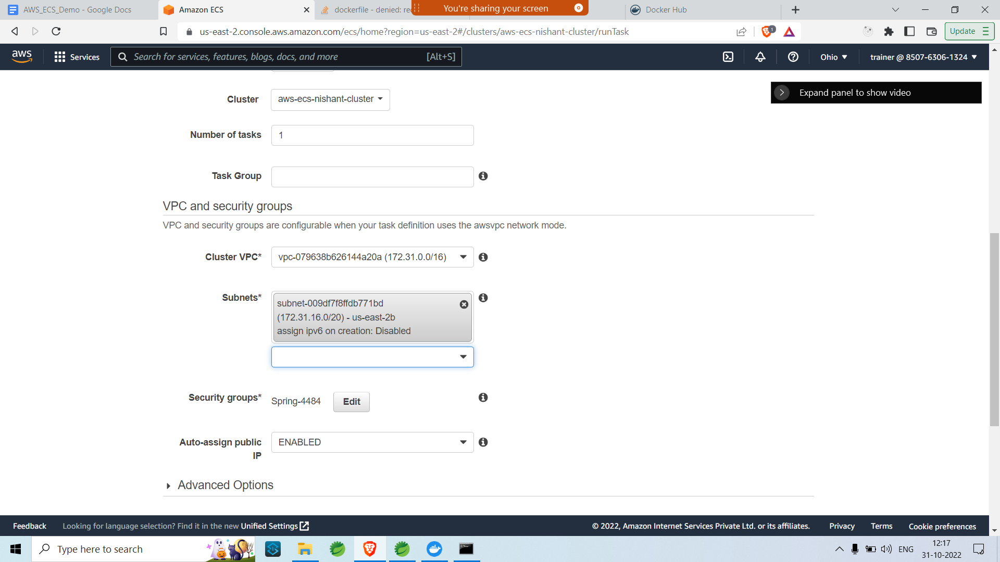 AWS_ECS_Demo - Google Docs
Amazon ECS
dockerfile - denied: re
You're sharing your screen
Docker Hub
us-east-2.console.aws.amazon.com/ecs/home?region=us-east-2#/clusters/aws-ecs-nishant-cluster/runTask
1
Update
aws
Services
Search for services, features, blogs, docs, and more
[Alt+S]
Ohio
trainer @ 8507-6306-1324
Expand panel to show video
Cluster
aws-ecs-nishant-cluster
Number of tasks
1
Task Group
VPC and security groups
VPC and security groups are configurable when your task definition uses the awsvpc network mode.
Cluster VPC*
vpc-079638b626144a20a (172.31.0.0/16)
Subnets*
subnet-009df7f8ffdb771bd
(172.31.16.0/20) - us-east-2b
assign ipv6 on creation: Disabled
Security groups*
Spring-4484
Edit
Auto-assign public
IP
ENABLED
Advanced Options
Feedback
Looking for language selection? Find it in the new Unified Settings
© 2022, Amazon Internet Services Private Ltd. or its affiliates.
Privacy
Terms
Cookie preferences
Type here to search
ENG
12:17
31-10-2022